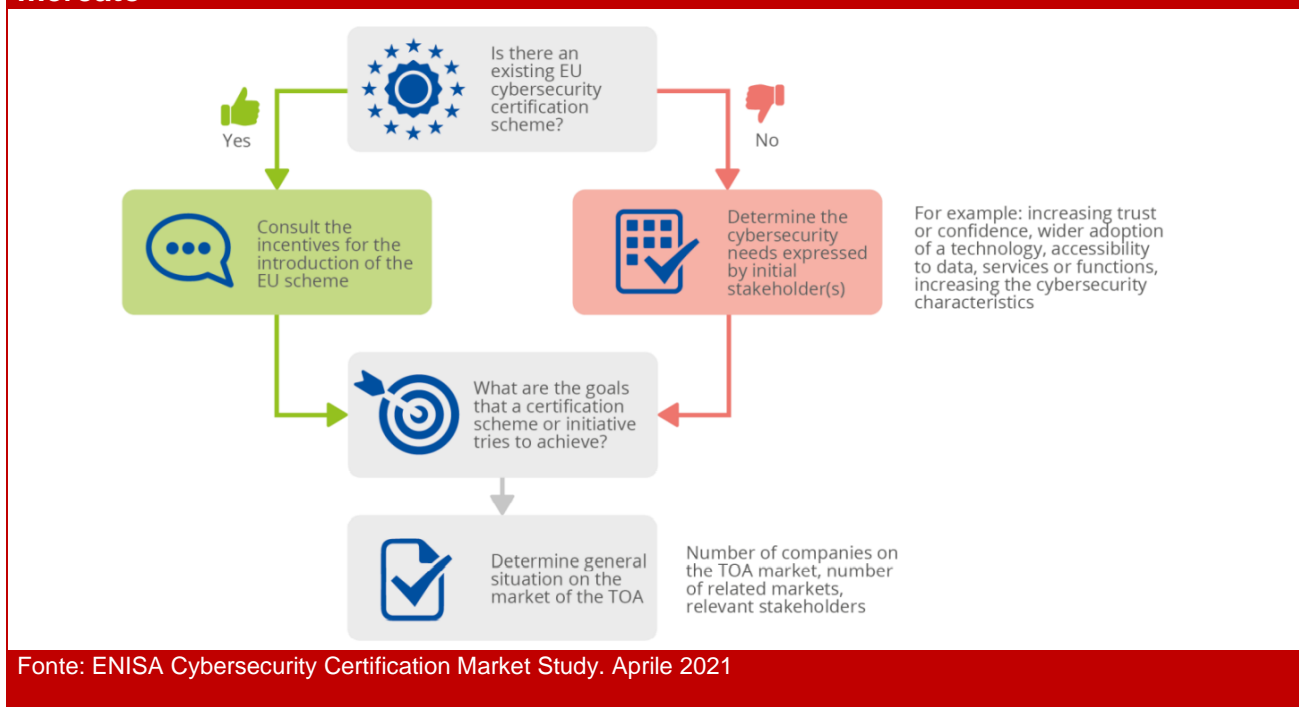 Is there an
existing EU
cybersecurity
certification
scheme?
Yes
No
Consult the
incentives for the
introduction of the
EU scheme
Determine the
cybersecurity
needs expressed
by initial
stakeholder(s)
For example: increasing trust
or confidence, wider adoption
of a technology, accessibility
to data, services or functions,
increasing the cybersecurity
characteristics
What are the goals
that a certification
scheme or initiative
tries to achieve?
Determine general
situation on the
market of the TOA
Number of companies on
the TOA market, number
of related markets,
relevant stakeholders
Fonte: ENISA Cybersecurity Certification Market Study. Aprile 2021